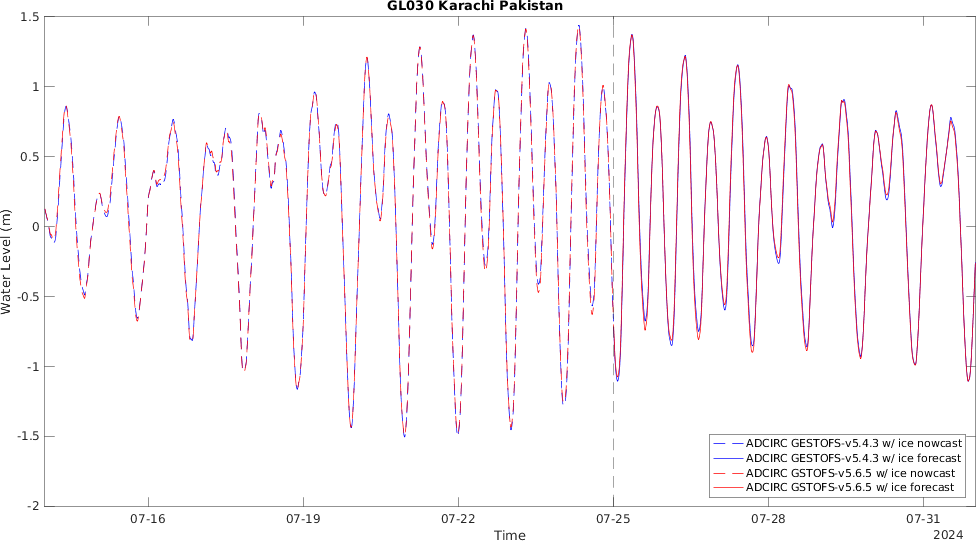 GL030 Karachi Pakistan
Water Level (m)
1.5
1
0.5
0
-0.5
-1
-1.5
-2
ADCIRC GESTOFS-v5.4.3 w/ ice nowcast
ADCIRC GESTOFS-v5.4.3 w/ ice forecast
ADCIRC GSTOFS-v5.6.5 w/ ice nowcast
ADCIRC GSTOFS-v5.6.5 w/ ice forecast
07-16 07-19 07-22 07-25 07-28 07-31
Time 2024